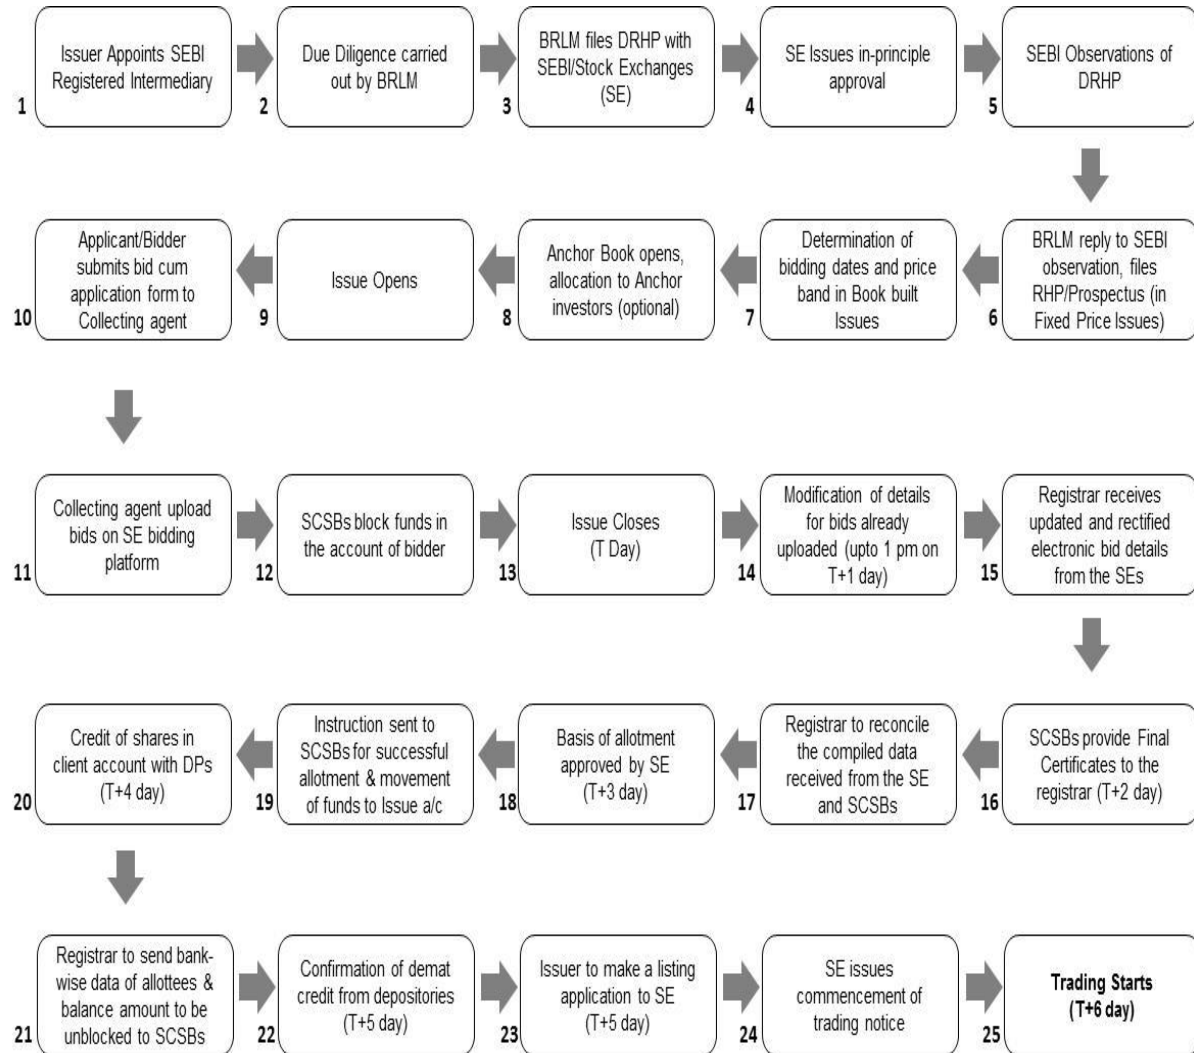 Issuer Appoints SEBI
Registered Intermediary
1
Due Diligence carried
out by BRLM
2
BRLM files DRHP with
SEBI/Stock Exchanges
(SE)
3
SE Issues in-principle
approval
4
SEBI Observations of
DRHP
5
BRLM reply to SEBI
observation, files
RHP/Prospectus (in
Fixed Price Issues)
6
Determination of
bidding dates and price
band in Book built
Issues
7
Anchor Book opens,
allocation to Anchor
investors (optional)
8
Issue Opens
9
Applicant/Bidder
submits bid cum
application form to
Collecting agent
10
Collecting agent upload
bids on SE bidding
platform
11
SCSBs block funds in
the account of bidder
12
Issue Closes
(T Day)
13
Modification of details
for bids already
uploaded (upto 1 pm on
T+1 day)
14
Registrar receives
updated and rectified
electronic bid details
from the SEs
15
SCSBs provide Final
Certificates to the
registrar (T+2 day)
16
Registrar to reconcile
the compiled data
received from the SE
and SCSBs
17
Basis of allotment
approved by SE
(T+3 day)
18
Instruction sent to
SCSBs for successful
allotment & movement
of funds to Issue a/c
19
Credit of shares in
client account with DPs
(T+4 day)
20
Registrar to send bank-
wise data of allottees &
balance amount to be
unblocked to SCSBs
21
Confirmation of demat
credit from depositories
(T+5 day)
22
Issuer to make a listing
application to SE
(T+5 day)
23
SE issues
commencement of
trading notice
24
Trading Starts
(T+6 day)
25